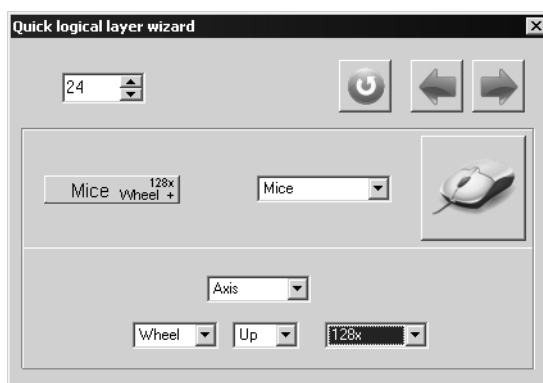 Quick logical layer wizard
24
Mice 128x Wheel +
Mice
Axis
Wheel Up 128x